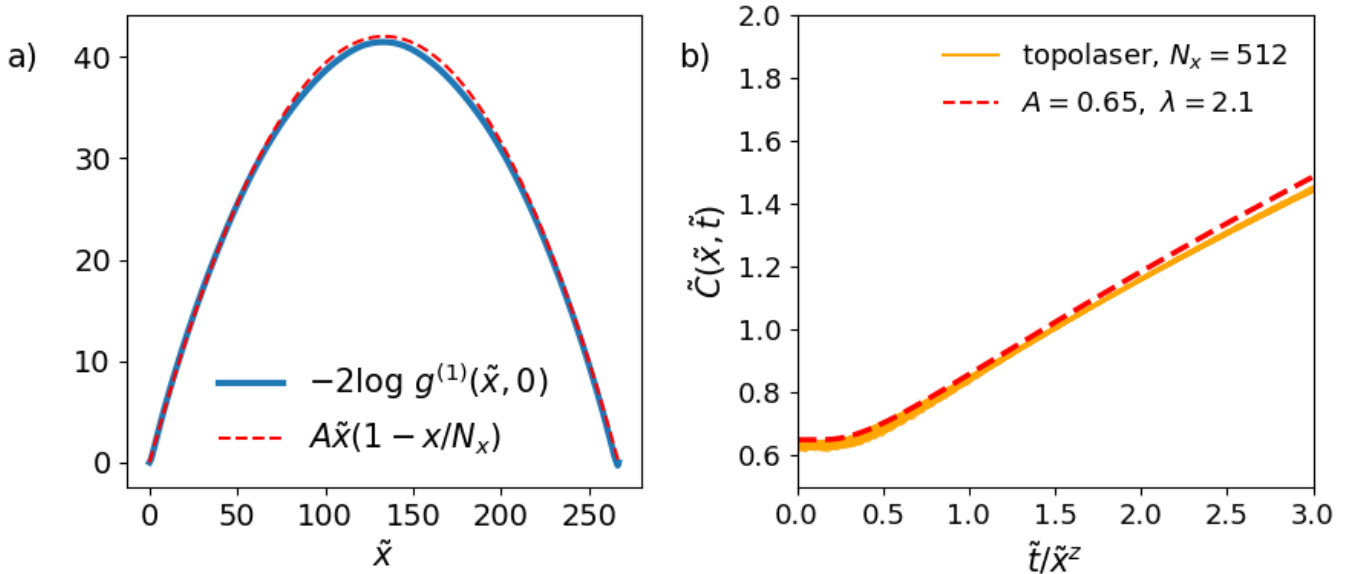 a)
40
30
20
10
0
−2log g⁽¹⁾(x̃, 0)
Ax̃(1 − x/Nₓ)
0 50 100 150 200 250
x̃
b)
2.0
1.8
1.6
1.4
1.2
1.0
0.8
0.6
C̃(x̃, t̃)
topolaser, Nₓ = 512
A = 0.65, λ = 2.1
0.0 0.5 1.0 1.5 2.0 2.5 3.0
t̃/x̃ᶻ